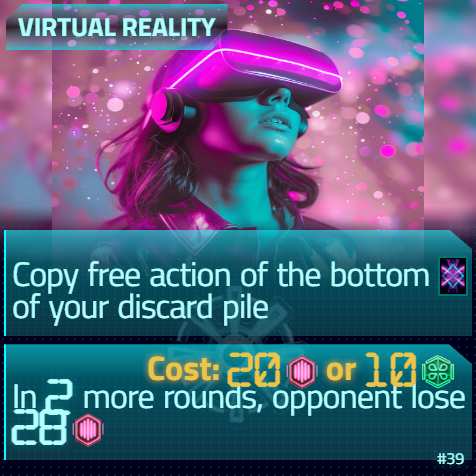 VIRTUAL REALITY
Copy free action of the bottom
of your discard pile
Cost: 20 or 10
In 2 more rounds, opponent lose
28
#39